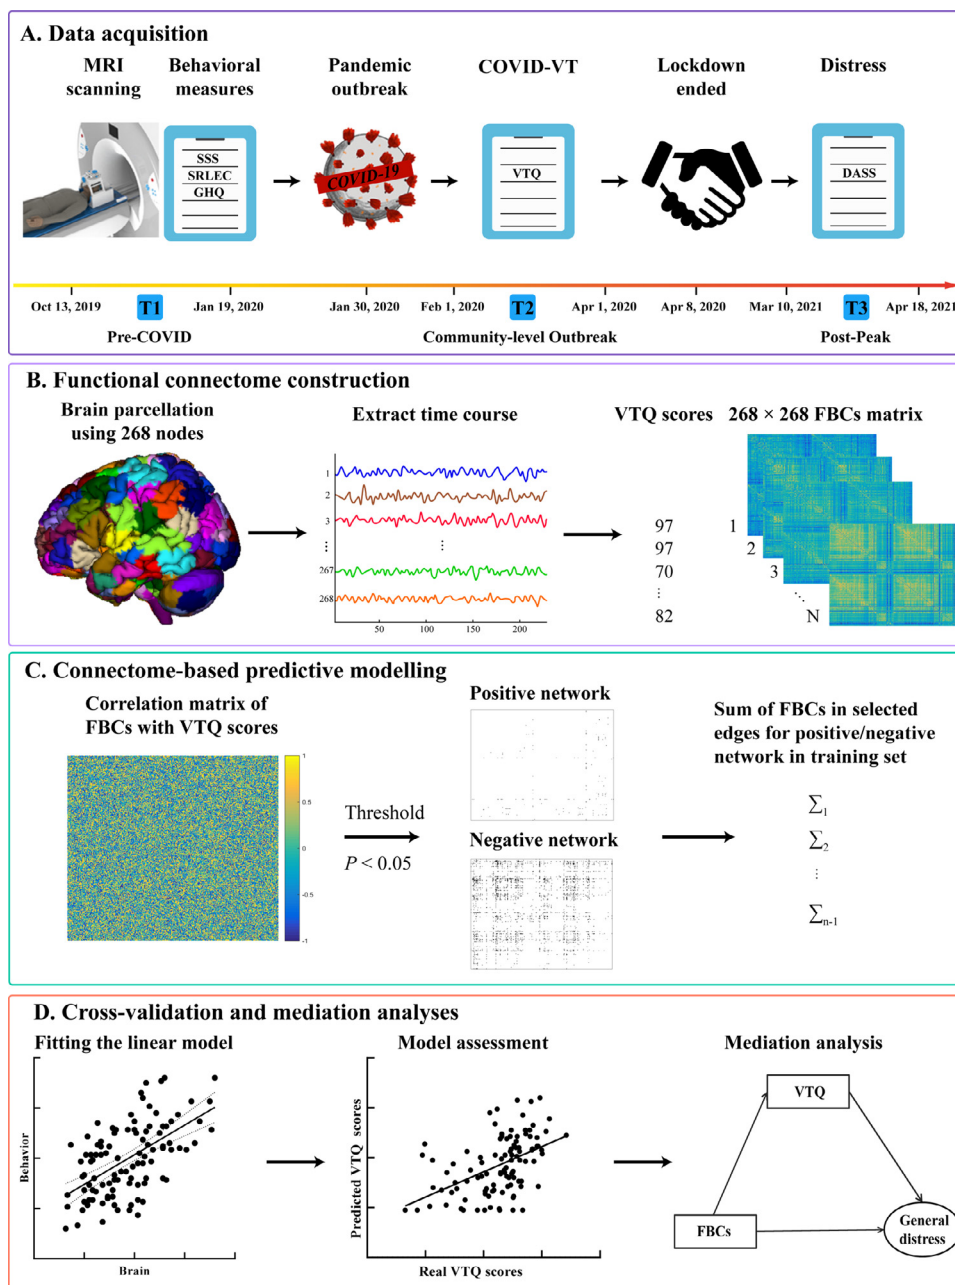 A. Data acquisition
MRI
scanning
Behavioral
measures
Pandemic
outbreak
COVID-VT
Lockdown
ended
Distress
SSS
SRLEC
GHQ
COVID-19
VTQ
DASS
Oct 13, 2019
T1
Jan 19, 2020
Jan 30, 2020
Feb 1, 2020
T2
Apr 1, 2020
Apr 8, 2020
Mar 10, 2021
T3
Apr 18, 2021
Pre-COVID
Community-level Outbreak
Post-Peak
B. Functional connectome construction
Brain parcellation
using 268 nodes
Extract time course
VTQ scores
268 × 268 FBCs matrix
1
2
3
⋮
⋮
267
268
50
100
150
200
97
97
70
⋮
82
1
2
3
⋱
N
C. Connectome-based predictive modelling
Correlation matrix of
FBCs with VTQ scores
1
0.5
0
-0.5
-1
Threshold
P < 0.05
Positive network
Negative network
Sum of FBCs in selected
edges for positive/negative
network in training set
∑1
∑2
⋮
∑n-1
D. Cross-validation and mediation analyses
Fitting the linear model
Behavior
Brain
Model assessment
Predicted VTQ scores
Real VTQ scores
Mediation analysis
VTQ
FBCs
General
distress